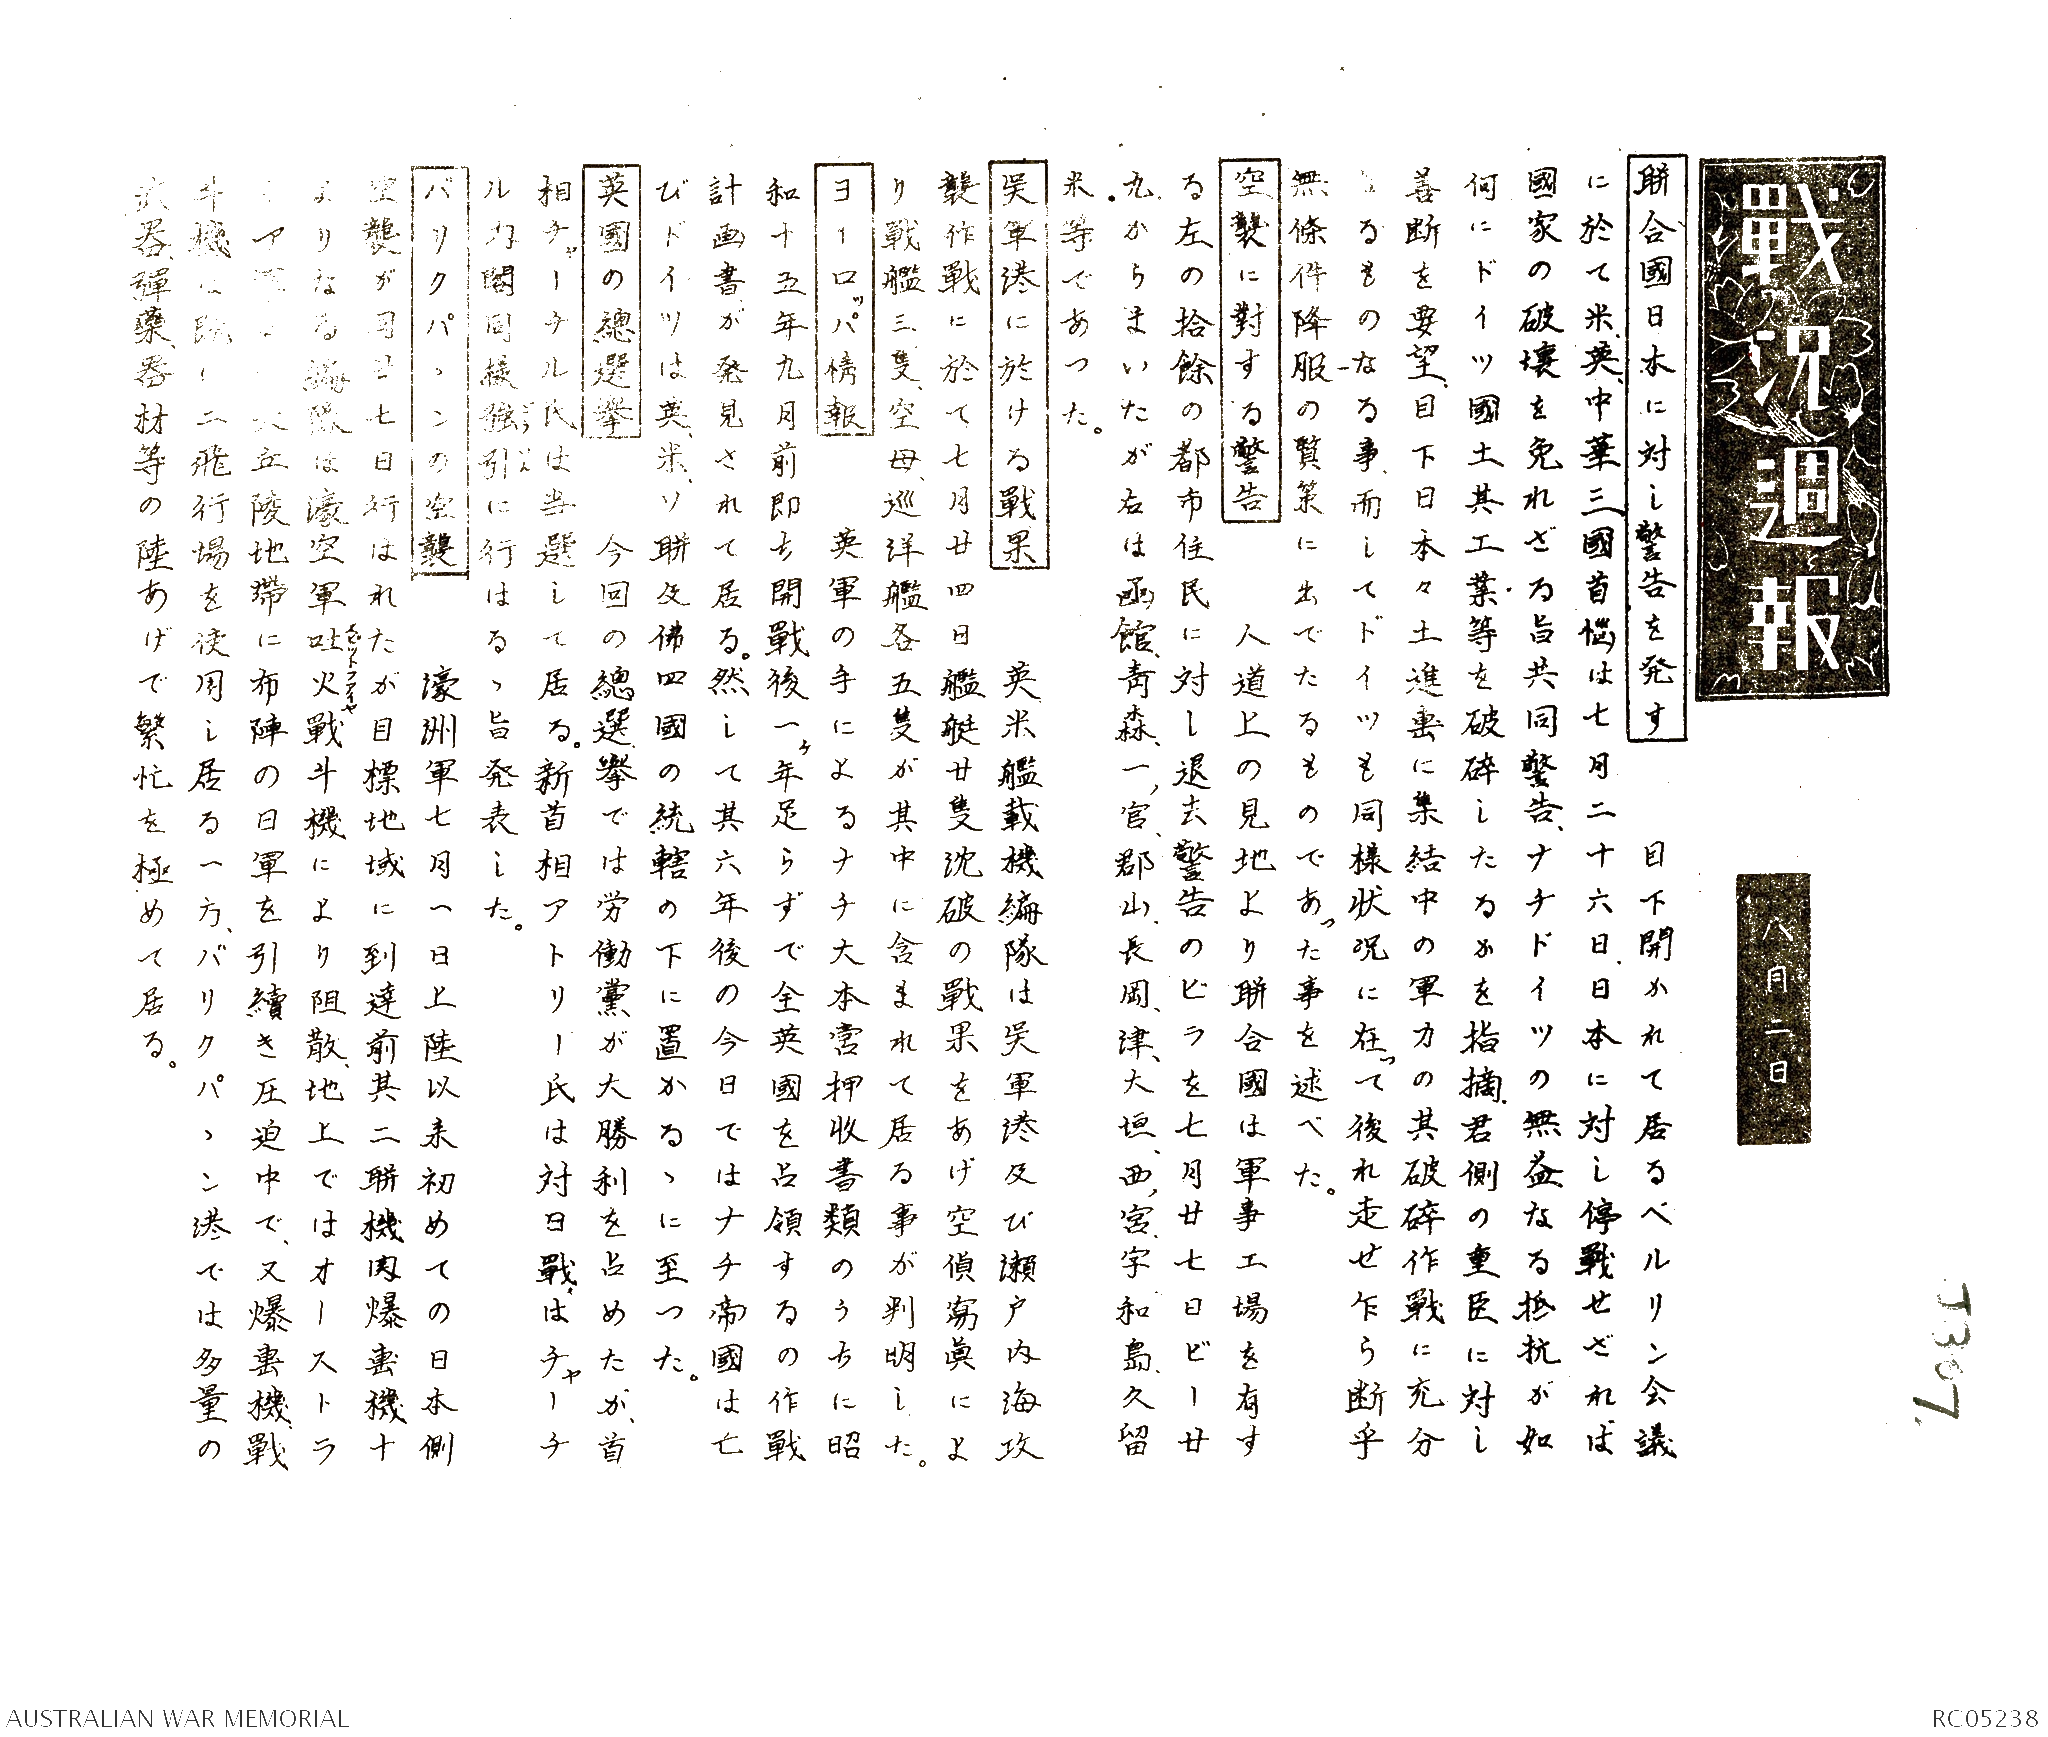 戰況週報
八月二日
J.307.
聯合國日本に対し警告を発す 目下開かれて居るベルリン会議
に於て米、英、中華三國首悩は七月二十六日、日本に対し停戰せざれば
國家の破壊を免れざる旨共同警告、ナチドイツの無益なる抵抗が如
何にドイツ國土其工業等を破碎したるかを指摘、君側の重臣に対し
善断を要望、目下日本々土進軎に集結中の軍力の其破碎作戰に充分
るものなる事、而してドイツも同様状況に在って後れ走せ乍ら断乎
無條件降服の賢策に出でたるものであった事を述べた。
空襲に對する警告 人道上の見地より聯合國は軍事工場を有す
る左の拾餘の都市住民に対し退去警告のビラを七月廿七日ビー廿
九からまいたが右は函館、青森、一ノ宮、郡山、長岡、津、大垣、西ノ宮、宇和島、久留
米等であつた。
呉軍港に於ける戰果 英米艦載機編隊は呉軍港及び瀬戸内海攻
襲作戰に於て七月廿四日艦艇廿隻沈破の戰果をあげ空偵寫眞によ
り戰艦三隻、空母、巡洋艦各五隻が其中に含まれて居る事が判明した。
ヨーロッパ情報 英軍の手によるナチ大本営押収書類のうちに昭
和十五年九月前即ち開戰後一ヶ年足らずで全英國を占領するの作戰
計画書が発見されて居る。然して其六年後の今日ではナチ帝國は亡
びドイツは英、米、ソ聯及佛四國の統轄の下に置かるゝに至つた。
英國の總選挙 今回の總選挙では労働黨が大勝利を占めたが、首
相チャーチル氏は当選して居る。新首相アトリー氏は対日戰はチャーチ
ル内閣同様強引に行はるゝ旨発表した。
バリクパヽンの空襲 濠洲軍七月一日上陸以来初めての日本側
空襲が同廿七日行はれたが目標地域に到達前其二聯機肉爆軎機十
よりなる編隊は濠空軍吐火戰斗機スピットファイヤにより阻散、地上ではオーストラ
立陵地帶に布陣の日軍を引續き圧迫中で、又爆軎機、戰
斗機は既に二飛行場を使用し居る一方、バリクパヽン港では多量の
武器、弾藥、器材等の陸あげで繁忙を極めて居る。
AUSTRALIAN WAR MEMORIAL
RC05238